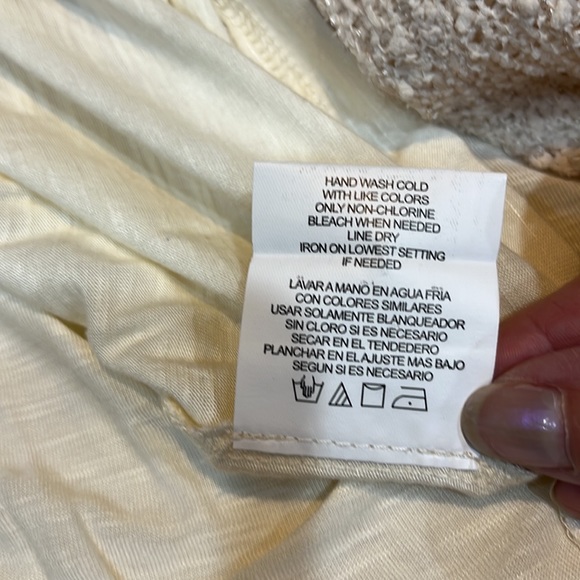 HAND WASH COLD
WITH LIKE COLORS
ONLY NON-CHLORINE
BLEACH WHEN NEEDED
LINE DRY
IRON ON LOWEST SETTING
IF NEEDED
LAVAR A MANO EN AGUA FRIA
CON COLORES SIMILARES
USAR SOLAMENTE BLANQUEADOR
SIN CLORO SI ES NECESARIO
SECAR EN EL TENDEDERO
PLANCHAR EN EL AJUSTE MAS BAJO
SEGUN SI ES NECESARIO